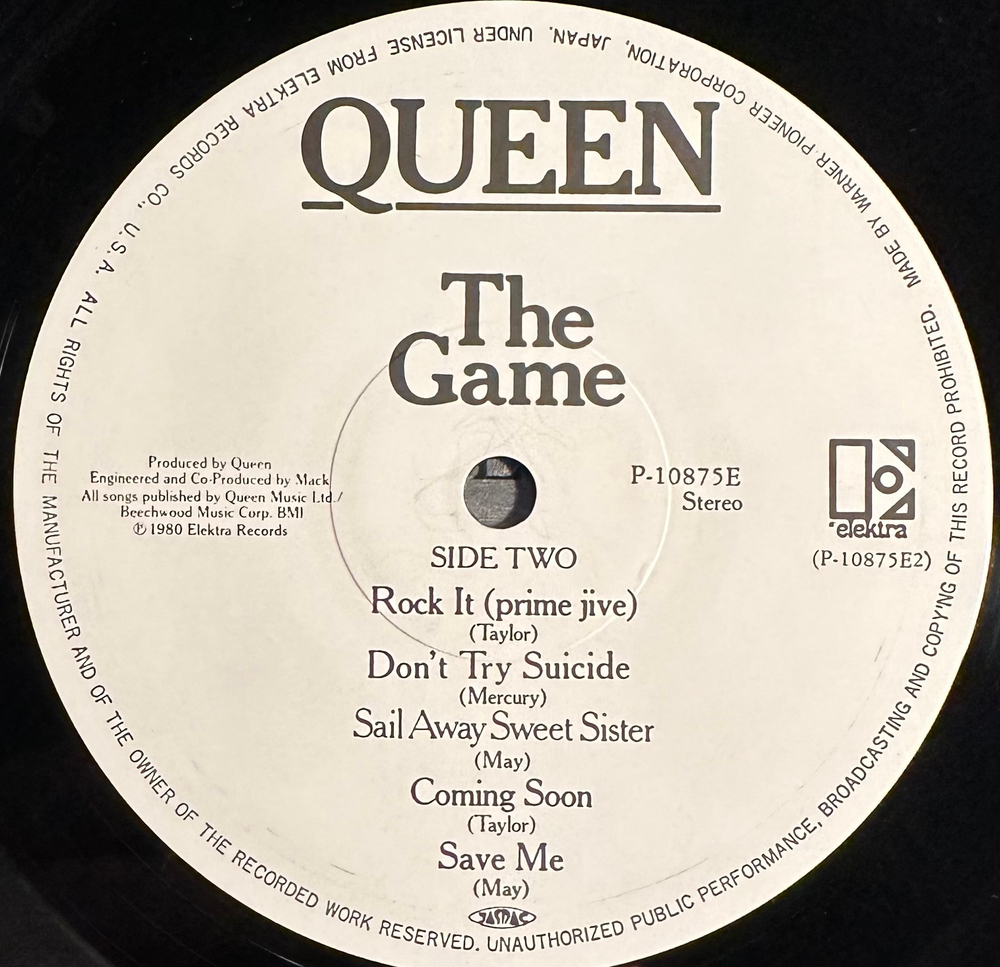 QUEEN
The
Game
Produced by Queen
Engineered and Co-Produced by Mack
All songs published by Queen Music Ltd./
Beechwood Music Corp. BMI
℗ 1980 Elektra Records
P-10875E
Stereo
elektra
(P-10875E2)
SIDE TWO
Rock It (prime jive)
(Taylor)
Don't Try Suicide
(Mercury)
Sail Away Sweet Sister
(May)
Coming Soon
(Taylor)
Save Me
(May)
JASRAC
MADE BY WARNER-PIONEER CORPORATION, JAPAN, UNDER LICENSE FROM ELEKTRA RECORDS CO., U.S.A. ALL RIGHTS OF THE MANUFACTURER AND OF THE OWNER OF THE RECORDED WORK RESERVED. UNAUTHORIZED PUBLIC PERFORMANCE, BROADCASTING AND COPY'NG OF THIS RECORD PROHIBITED.